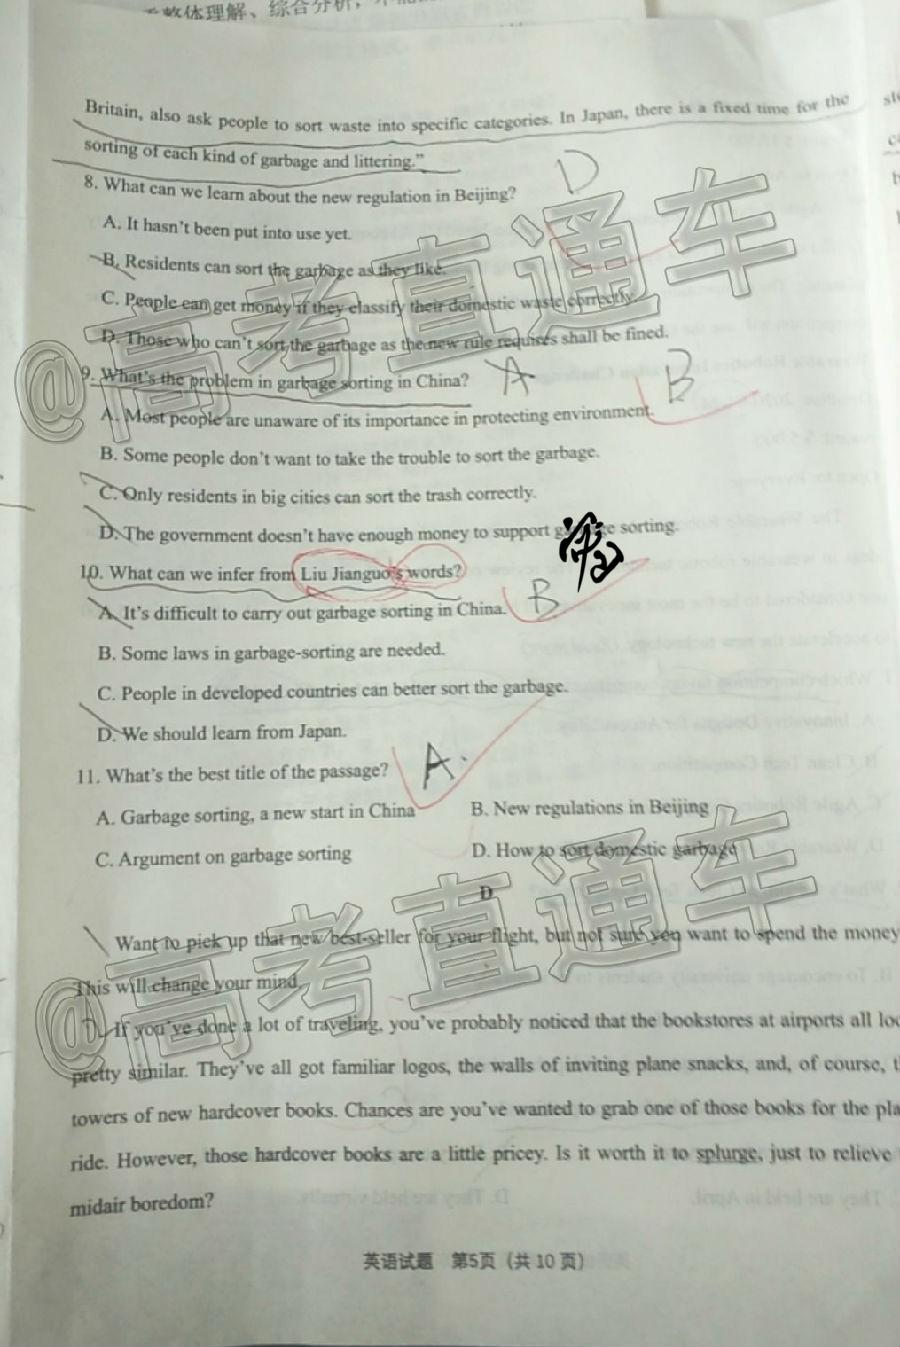 Britain, also ask people to sort waste into specific categories. In Japan, there is a fixed time for the
sorting of each kind of garbage and littering."
8. What can we learn about the new regulation in Beijing?
D
A. It hasn't been put into use yet.
B. Residents can sort the garbage as they like.
C. People can get money if they classify their domestic waste correctly.
D. Those who can't sort the garbage as the new rule requires shall be fined.
@高考直通车
9. What's the problem in garbage sorting in China?
A
B
A. Most people are unaware of its importance in protecting environment.
B. Some people don't want to take the trouble to sort the garbage.
C. Only residents in big cities can sort the trash correctly.
D. The government doesn't have enough money to support garbage sorting.
10. What can we infer from Liu Jianguo's words?
B
A. It's difficult to carry out garbage sorting in China.
B. Some laws in garbage-sorting are needed.
C. People in developed countries can better sort the garbage.
D. We should learn from Japan.
11. What's the best title of the passage?
A.
A. Garbage sorting, a new start in China
B. New regulations in Beijing
C. Argument on garbage sorting
D. How to sort domestic garbage
D
Want to pick up that new best-seller for your flight, but not sure you want to spend the money
This will change your mind.
@高考直通车
If you've done a lot of traveling, you've probably noticed that the bookstores at airports all
pretty similar. They've all got familiar logos, the walls of inviting plane snacks, and, of course,
towers of new hardcover books. Chances are you've wanted to grab one of those books for the
ride. However, those hardcover books are a little pricey. Is it worth it to splurge, just to relieve
midair boredom?
英语试题 第5页（共 10 页）